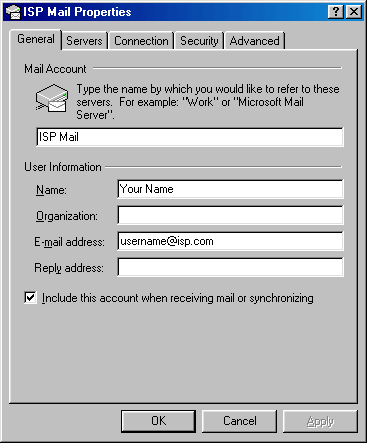 ISP Mail Properties
General Servers Connection Security Advanced
Mail Account
Type the name by which you would like to refer to these
servers. For example: "Work" or "Microsoft Mail
Server".
ISP Mail
User Information
Name: Your Name
Organization:
E-mail address: username@isp.com
Reply address:
Include this account when receiving mail or synchronizing
OK Cancel Apply